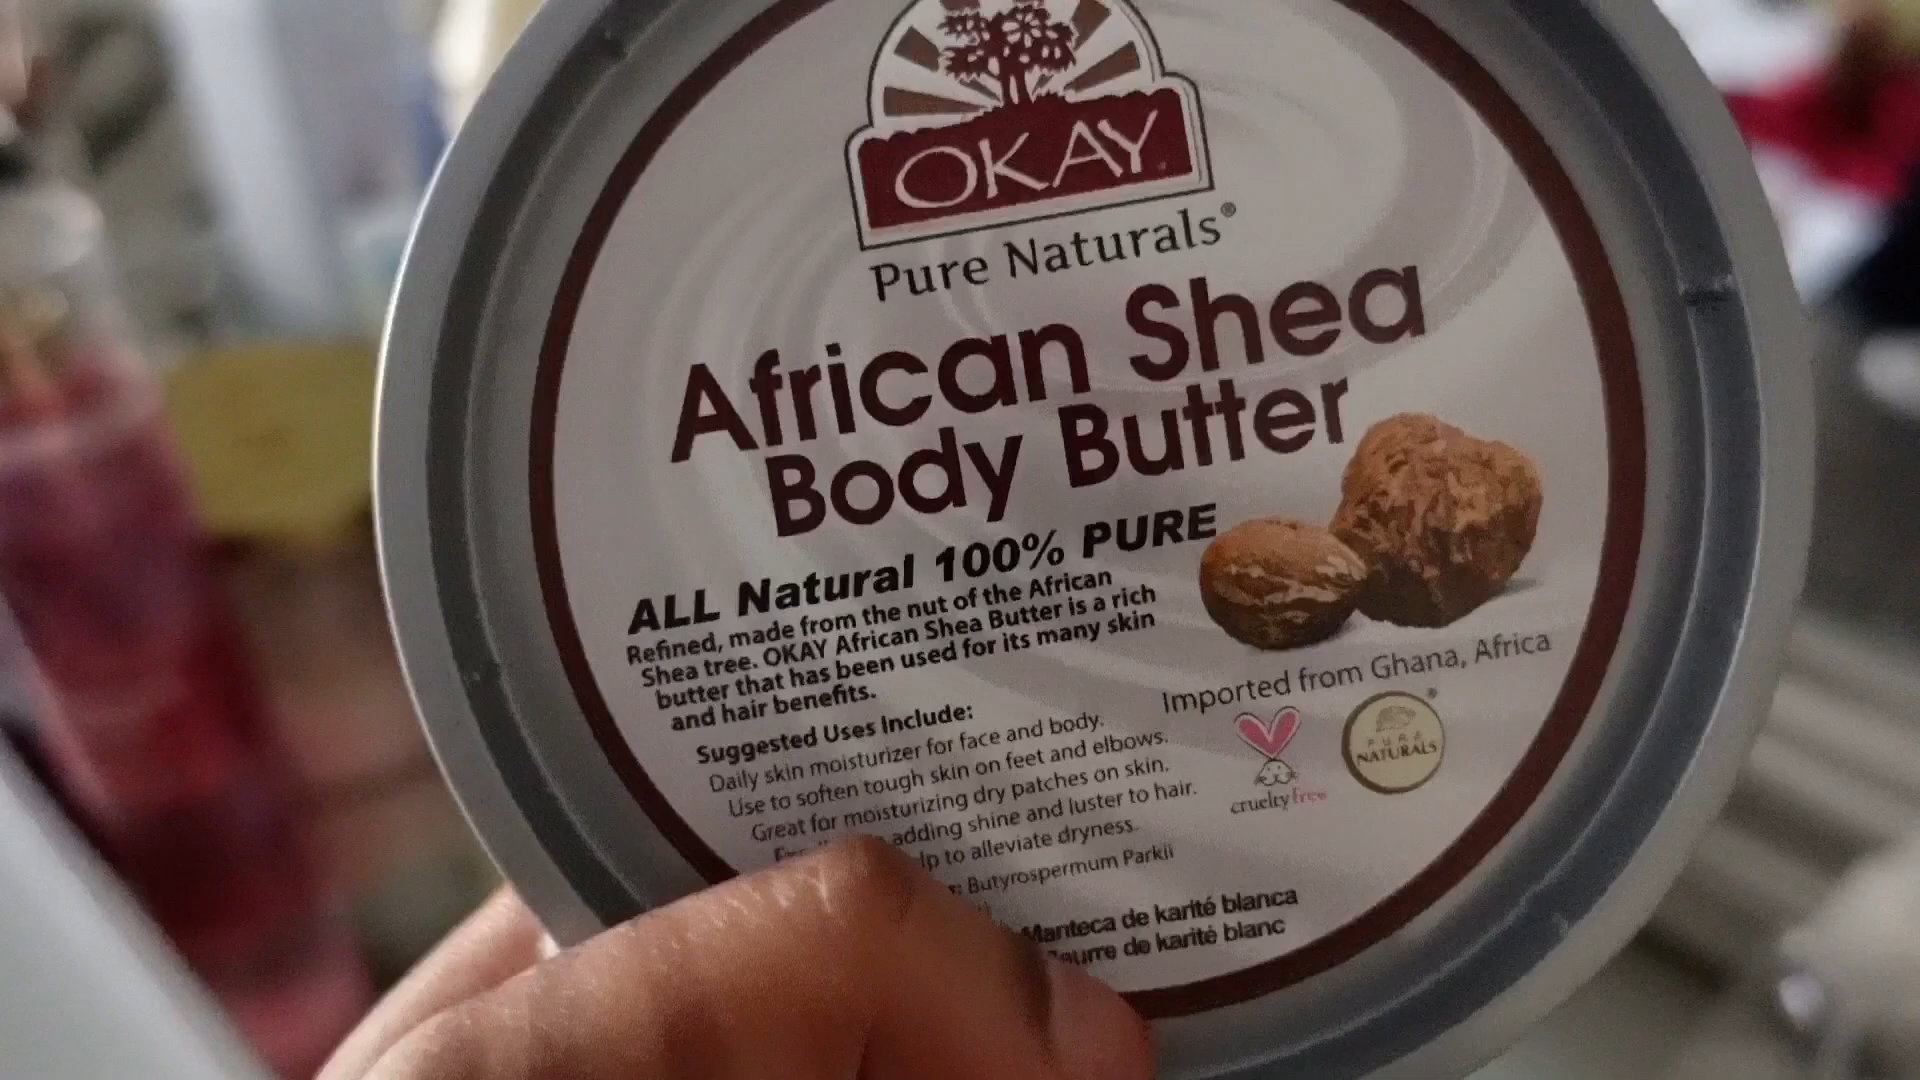 OKAY
Pure Naturals®
African Shea
Body Butter
ALL Natural 100% PURE
Refined, made from the nut of the African
Shea tree. OKAY African Shea Butter is a rich
butter that has been used for its many skin
and hair benefits.
Suggested Uses Include:
Daily skin moisturizer for face and body.
Use to soften tough skin on feet and elbows.
Great for moisturizing dry patches on skin.
adding shine and luster to hair.
to alleviate dryness.
Butyrospermum Parkii
Manteca de karité blanca
de karité blanc
Imported from Ghana, Africa
cruelty free
PURE
NATURALS
®